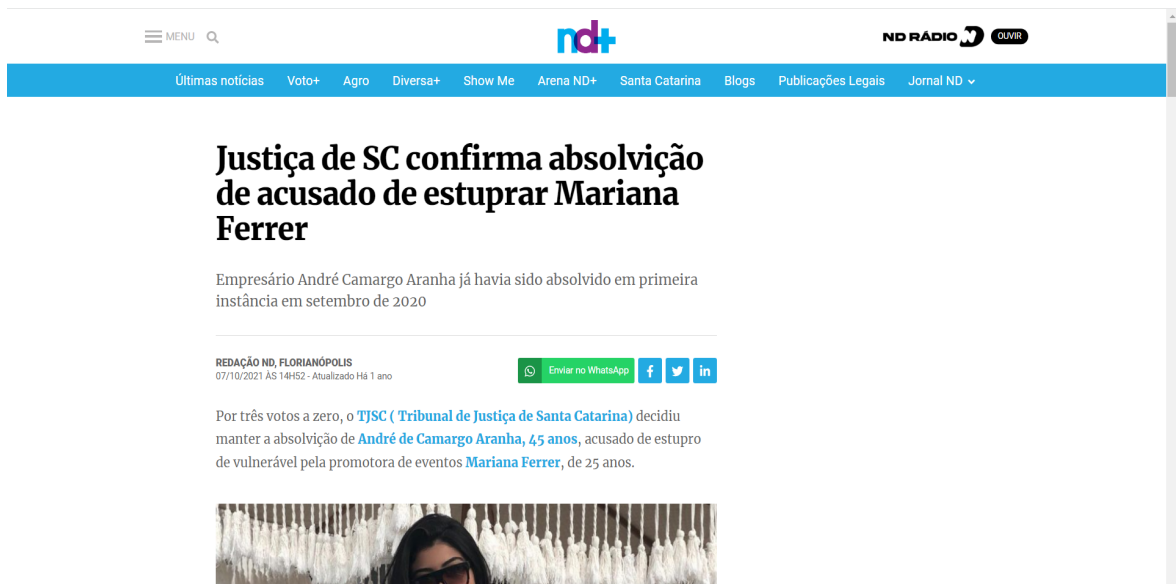 MENU
nd+
ND RÁDIO N OUVIR
Últimas notícias Voto+ Agro Diversa+ Show Me Arena ND+ Santa Catarina Blogs Publicações Legais Jornal ND
Justiça de SC confirma absolvição
de acusado de estuprar Mariana
Ferrer
Empresário André Camargo Aranha já havia sido absolvido em primeira
instância em setembro de 2020
REDAÇÃO ND, FLORIANÓPOLIS
07/10/2021 ÀS 14H52 - Atualizado Há 1 ano
Enviar no WhatsApp
Por três votos a zero, o TJSC ( Tribunal de Justiça de Santa Catarina) decidiu
manter a absolvição de André de Camargo Aranha, 45 anos, acusado de estupro
de vulnerável pela promotora de eventos Mariana Ferrer, de 25 anos.